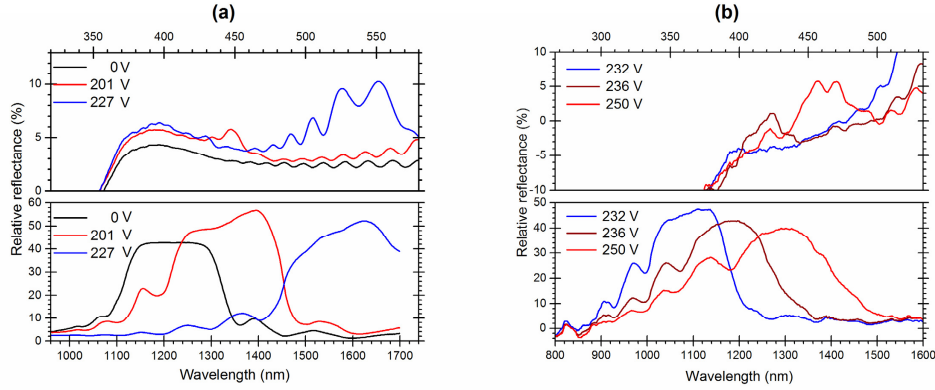 (a)
350 400 450 500 550
0 V
201 V
227 V
10
5
0
Relative reflectance (%)
0 V
201 V
227 V
60
50
40
30
20
10
0
1000 1100 1200 1300 1400 1500 1600 1700
Wavelength (nm)
(b)
300 350 400 450 500
232 V
236 V
250 V
10
5
0
-5
-10
Relative reflectance (%)
232 V
236 V
250 V
50
40
30
20
10
0
800 900 1000 1200 1400 1500 1600
Wavelength (nm)